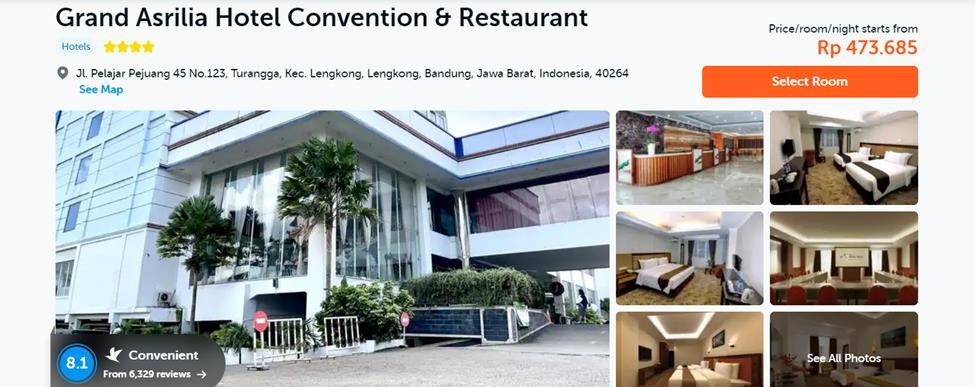 Grand Asrilia Hotel Convention & Restaurant
Hotels
Jl. Pelajar Pejuang 45 No.123, Turangga, Kec. Lengkong, Lengkong, Bandung, Jawa Barat, Indonesia, 40264
See Map
Price/room/night starts from
Rp 473.685
Select Room
8.1
Convenient
From 6,329 reviews
See All Photos